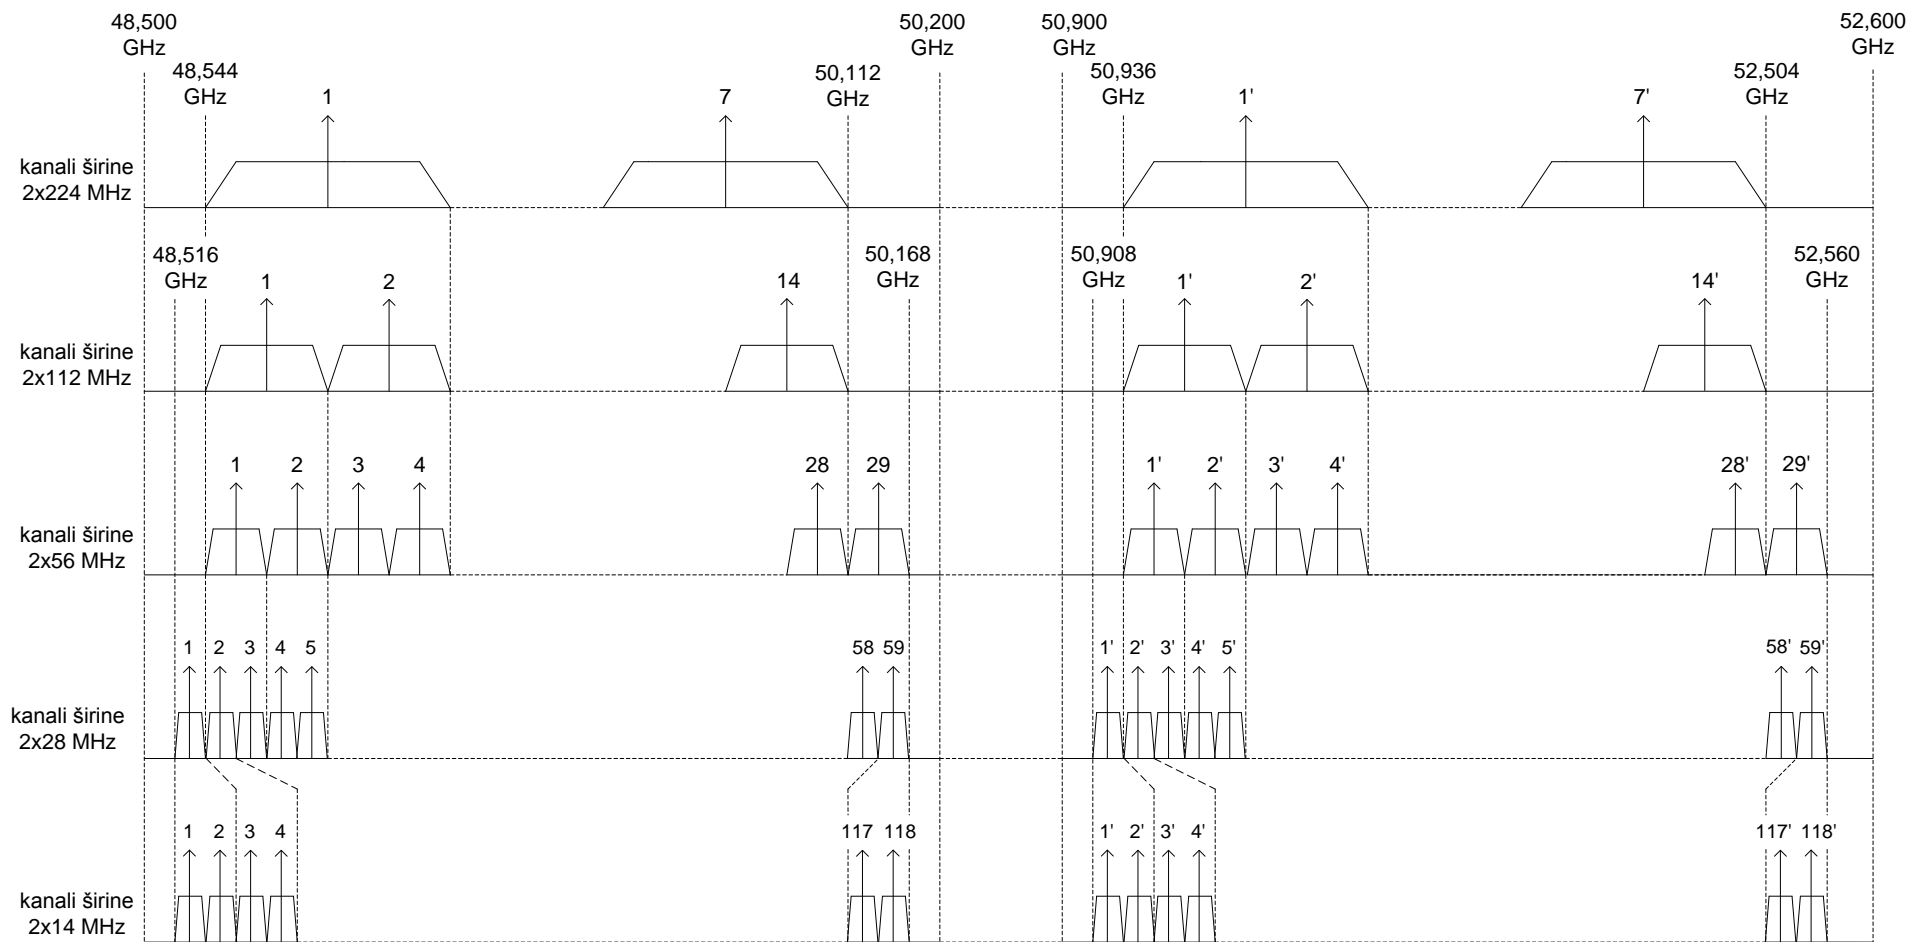 48,500
GHz
50,200
GHz
50,900
GHz
52,600
GHz
48,544
GHz
50,112
GHz
50,936
GHz
52,504
GHz
1
7
1'
7'
kanali širine
2x224 MHz
48,516
GHz
50,168
GHz
50,908
GHz
52,560
GHz
1
2
14
1'
2'
14'
kanali širine
2x112 MHz
1
2
3
4
28
29
1'
2'
3'
4'
28'
29'
kanali širine
2x56 MHz
1
2
3
4
5
58
59
1'
2'
3'
4'
5'
58'
59'
kanali širine
2x28 MHz
1
2
3
4
117
118
1'
2'
3'
4'
117'
118'
kanali širine
2x14 MHz